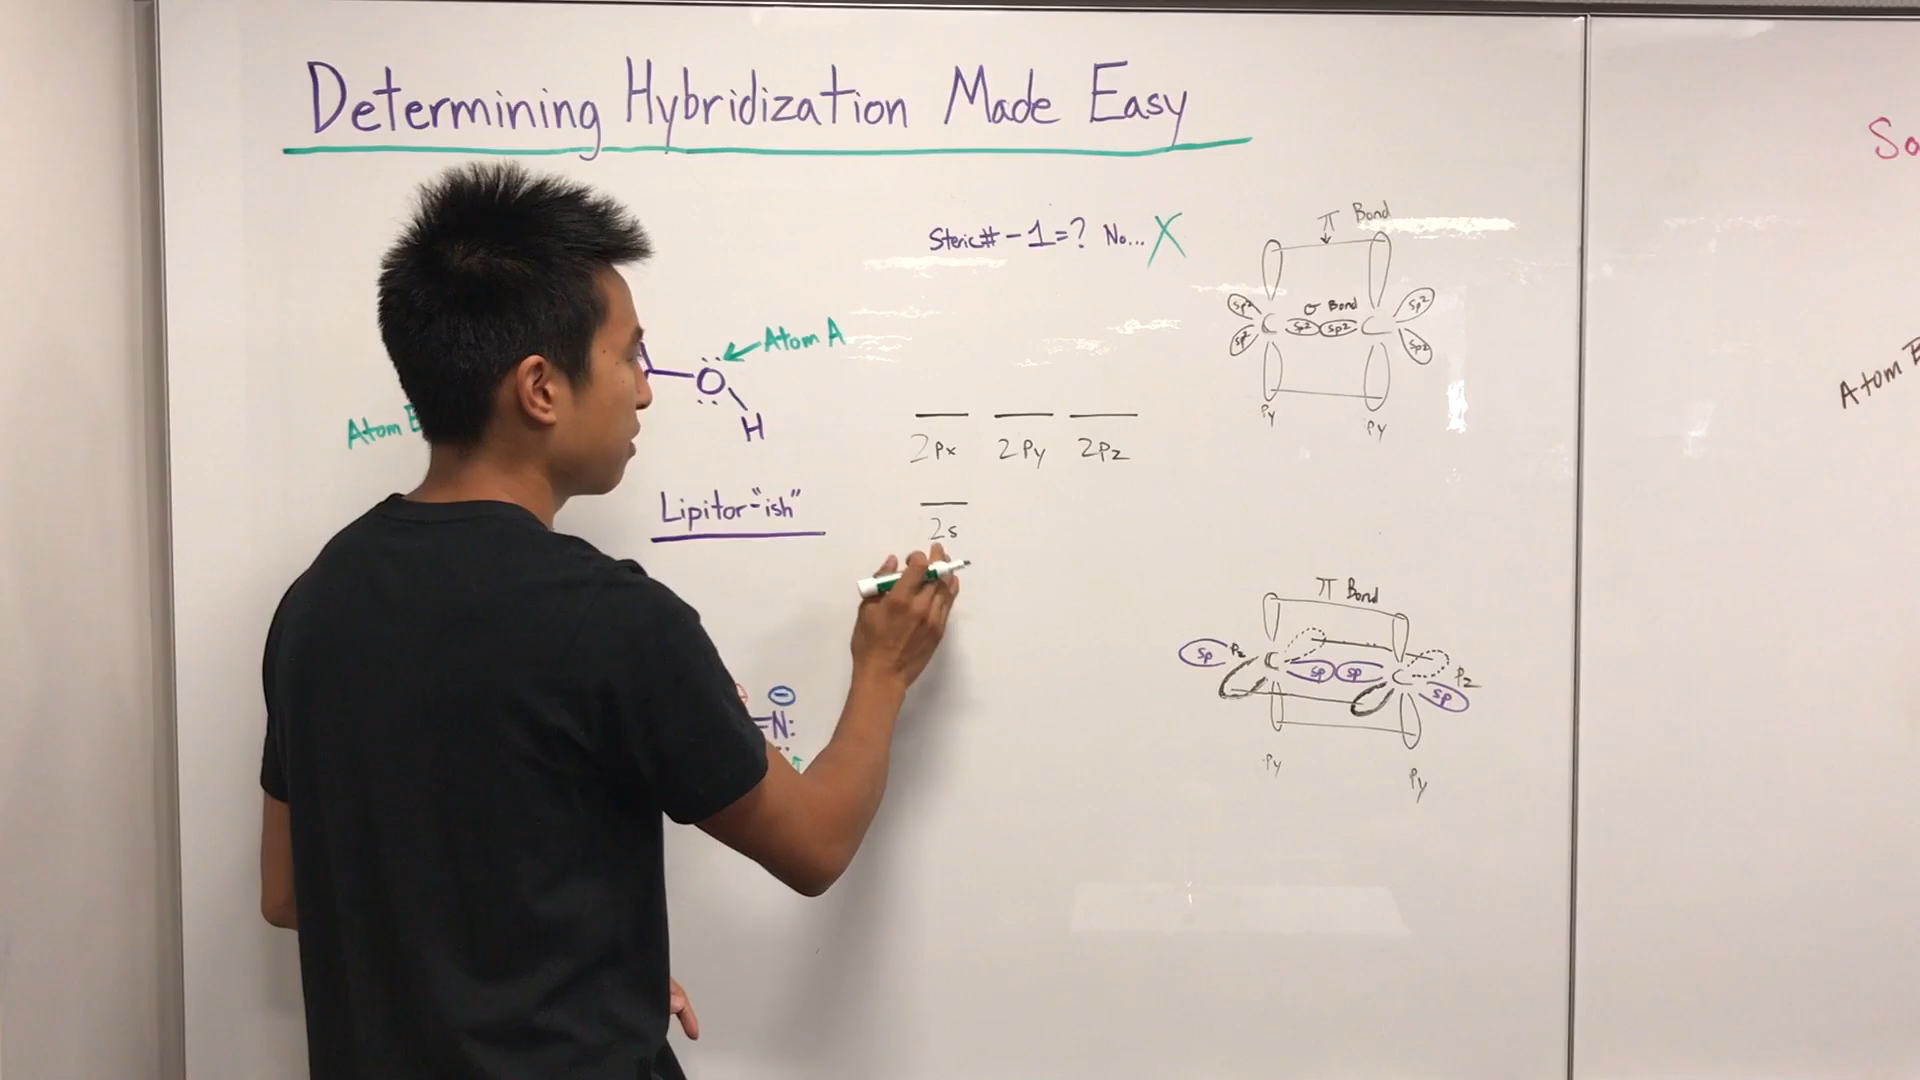 Determining Hybridization Made Easy
Steric# - 1 = ? No... X
Atom A
O
H
Atom
Lipitor-"ish"
2px 2py 2pz
2s
⊖
N:
π Bond
sp2 sp2
σ Bond
C sp2 sp2 C
sp2 sp2
Py Py
π Bond
sp Pz C sp sp C Pz sp
Py Py
So
Atom